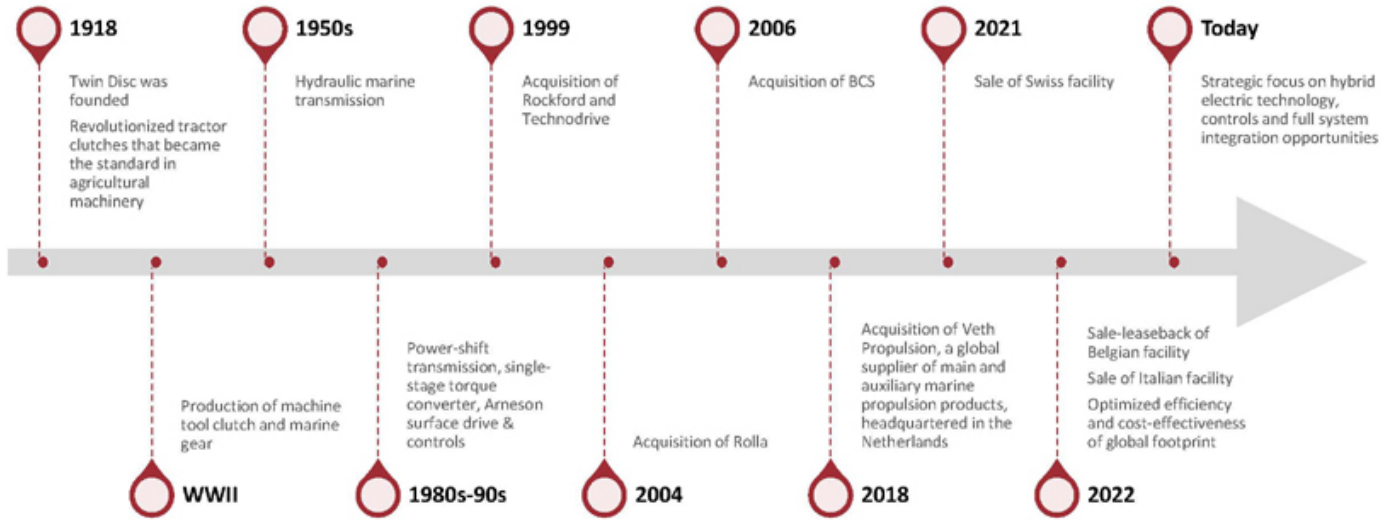 1918
Twin Disc was
founded
Revolutionized tractor
clutches that became
the standard in
agricultural
machinery
1950s
Hydraulic marine
transmission
1999
Acquisition of
Rockford and
Technodrive
2006
Acquisition of BCS
2021
Sale of Swiss facility
Today
Strategic focus on hybrid
electric technology,
controls and full system
integration opportunities
Production of machine
tool clutch and marine
gear
WWII
Power-shift
transmission, single-
stage torque
converter, Arneson
surface drive &
controls
1980s-90s
Acquisition of Rolla
2004
Acquisition of Veth
Propulsion, a global
supplier of main and
auxiliary marine
propulsion products,
headquartered in the
Netherlands
2018
Sale-leaseback of
Belgian facility
Sale of Italian facility
Optimized efficiency
and cost-effectiveness
of global footprint
2022